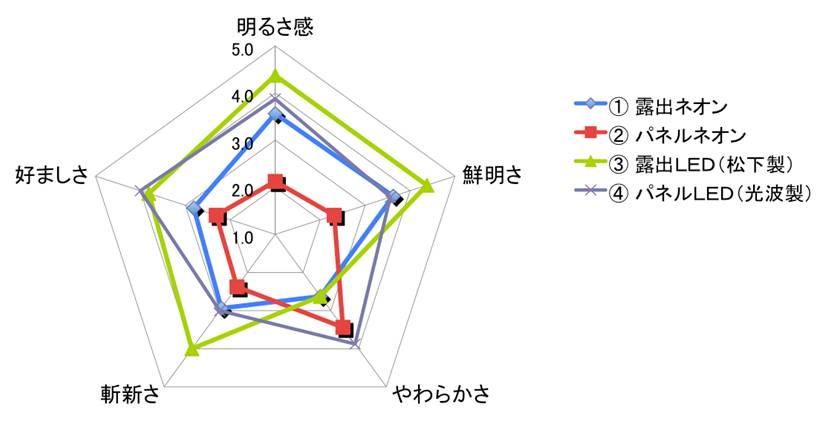 明るさ感
5.0
4.0
3.0
2.0
1.0
好ましさ
鮮明さ
斬新さ
やわらかさ
① 露出ネオン
② パネルネオン
③ 露出LED(松下製)
④ パネルLED(光波製)